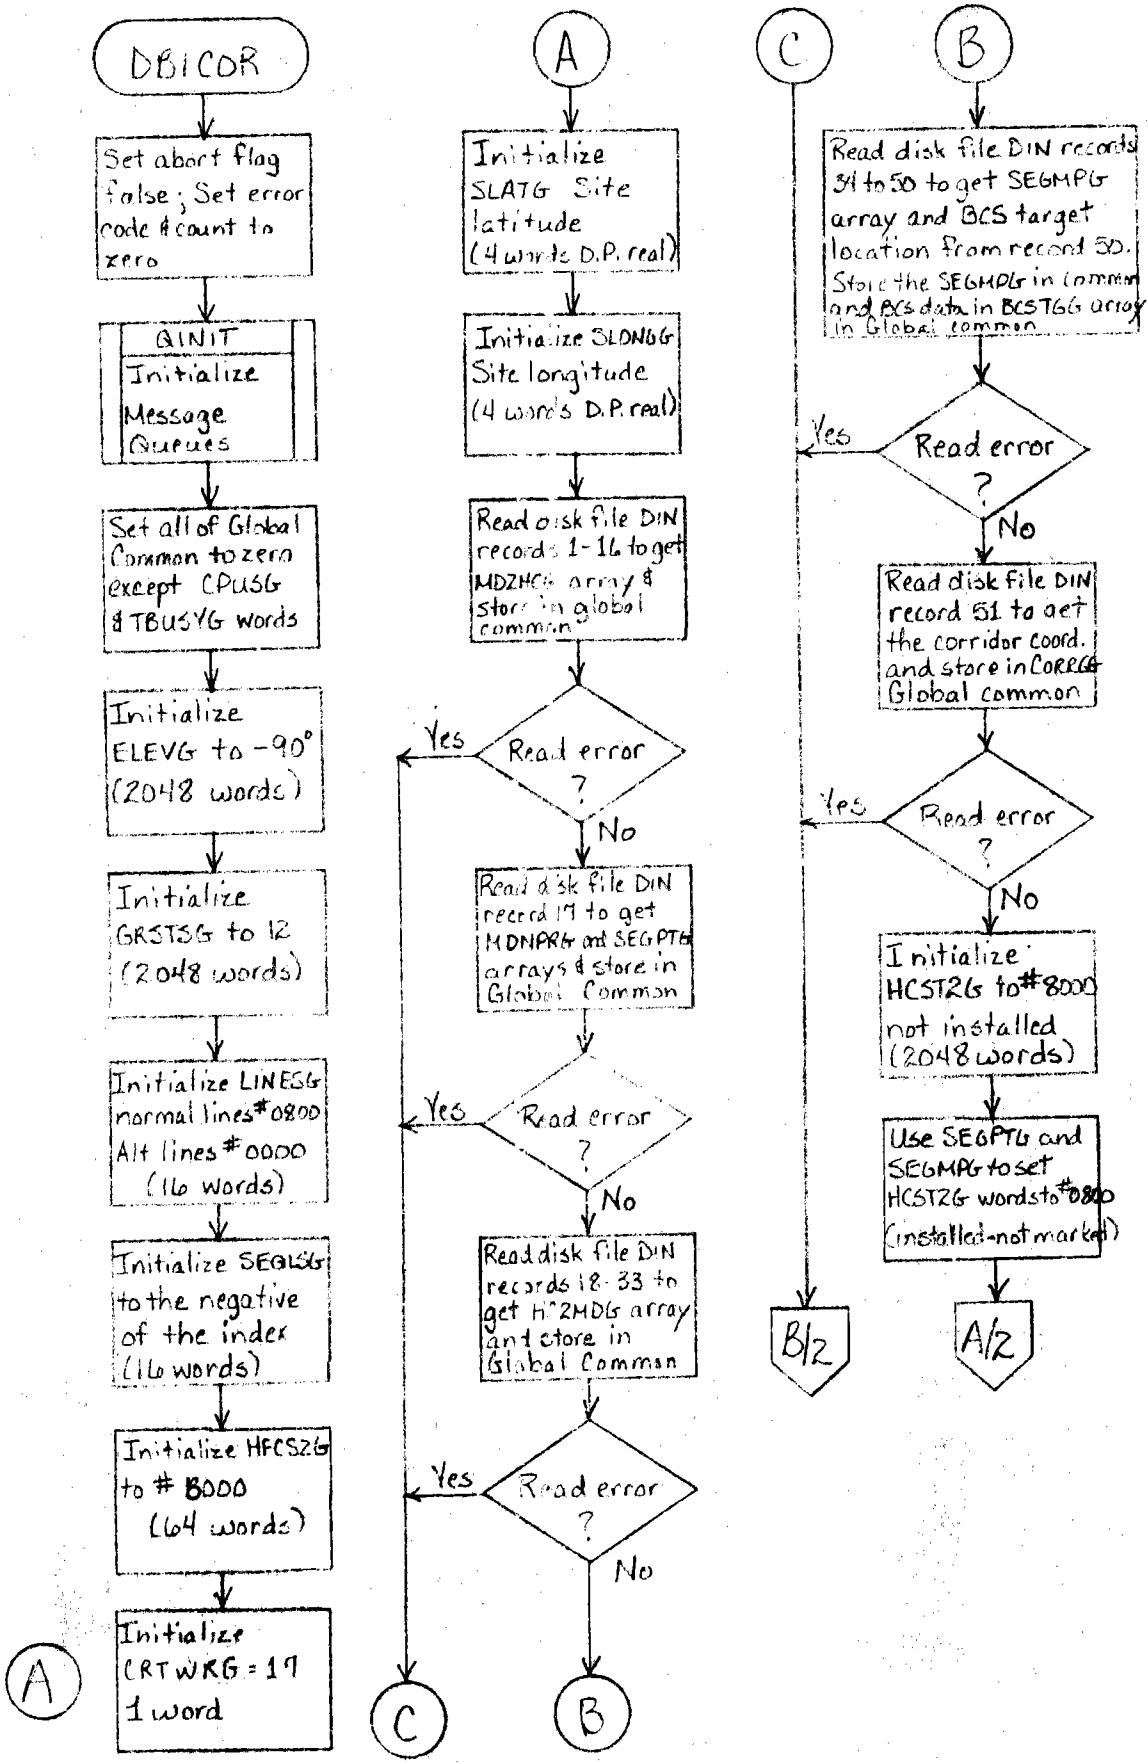 DBICOR
Set abort flag
false; Set error
code & count to
zero
QINIT
Initialize
Message
Queues
Set all of Global
Common to zero
except CPUSG
& TBUSYG words
Initialize
ELEVG to -90°
(2048 words)
Initialize
GRSTSG to 12
(2048 words)
Initialize LINESG
normal lines #0800
Alt lines #0000
(16 words)
Initialize
to the negative
of the index
(16 words)
Initialize HFCS2G
to # 8000
(64 words)
Initialize
CRTWRG = 17
1 word
A
A
Initialize
SLATG Site
latitude
(4 words D.P. real)
Initialize SLONGG
Site longitude
(4 words D.P. real)
Read disk file DIN
records 1-16 to get
array &
store in global
common
Read error
?
Yes
No
Read disk file DIN
record 17 to get
MDNPRG and SEGPTG
arrays & store in
Global Common
Read error
?
Yes
No
Read disk file DIN
records 18-33 to
get array
and store in
Global Common
Read error
?
Yes
No
C
B
C
B
Read disk file DIN records
34 to 50 to get SEGMPG
array and BCS target
location from record 50.
Store the SEGMPG in Common
and BCS data in BCSTGG array
in Global common
Read error
?
Yes
No
Read disk file DIN
record 51 to get
the corridor coord.
and store in CORRGG
Global common
Read error
?
Yes
No
Initialize
HCST2G to #8000
not installed
(2048 words)
Use SEGPTG and
SEGMPG to set
HCST2G words to #0800
(installed-not market)
B/2
A/2